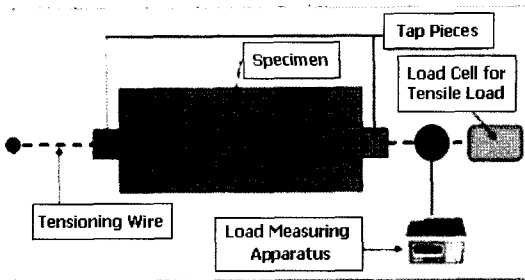 Tap Pieces
Specimen
Load Cell for
Tensile Load
Tensioning Wire
Load Measuring
Apparatus